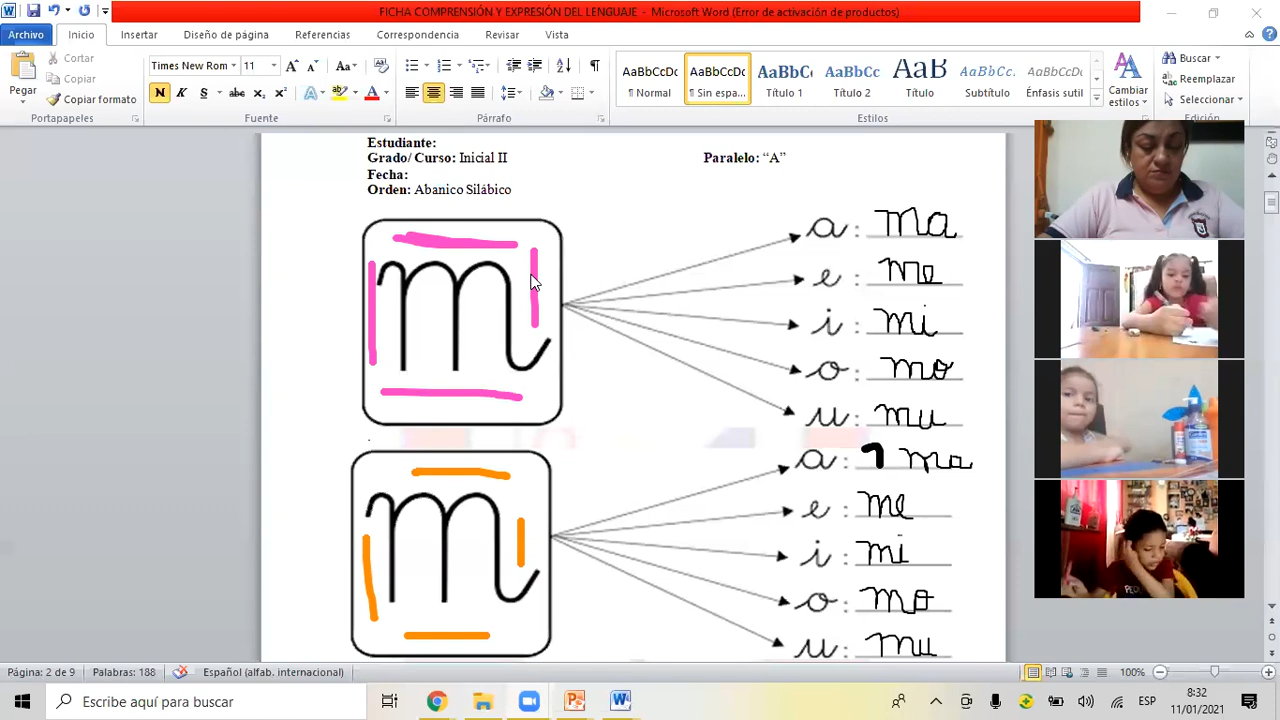 FICHA COMPRENSIÓN Y EXPRESIÓN DEL LENGUAJE - Microsoft Word (Error de activación de productos)
Archivo Inicio Insertar Diseño de página Referencias Correspondencia Revisar Vista
Cortar
Copiar
Copiar formato
Pegar
Portapapeles
Times New Rom 11
N K S abc x₂ x²
Fuente
Párrafo
AaBbCcDc AaBbCcDc AaBbCc AaBbCc AaB AaBbCc. AaBbCcDc
¶ Normal ¶ Sin espa... Título 1 Título 2 Título Subtítulo Énfasis sutil
Estilos
Cambiar estilos
Buscar
Reemplazar
Seleccionar
Edición
Estudiante:
Grado/ Curso: Inicial II Paralelo: “A”
Fecha:
Orden: Abanico Silábico
m
a : ma
e : me
i : mi
o : mo
u : mu
m
a : ma
e : me
i : mi
o : mo
u : mu
Página: 2 de 9 Palabras: 188 Español (alfab. internacional) 100%
Escribe aquí para buscar
ESP
8:32
11/01/2021